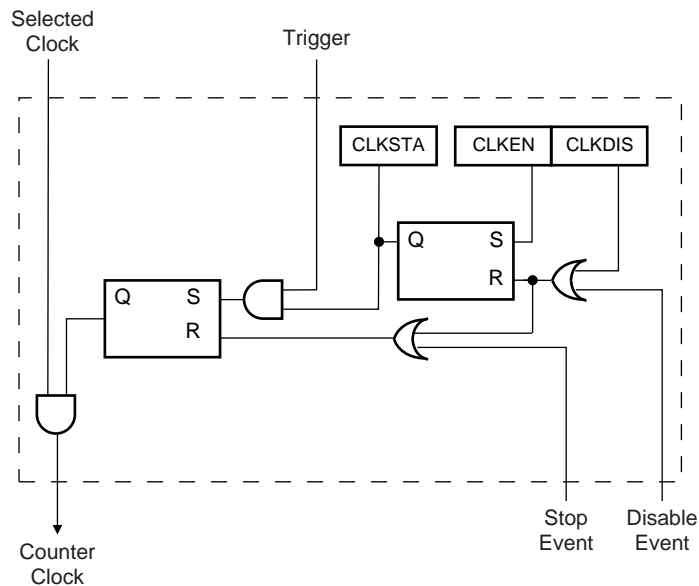 Selected
Clock
Trigger
CLKSTA
CLKEN
CLKDIS
Q
S
R
Q
S
R
Stop
Event
Disable
Event
Counter
Clock